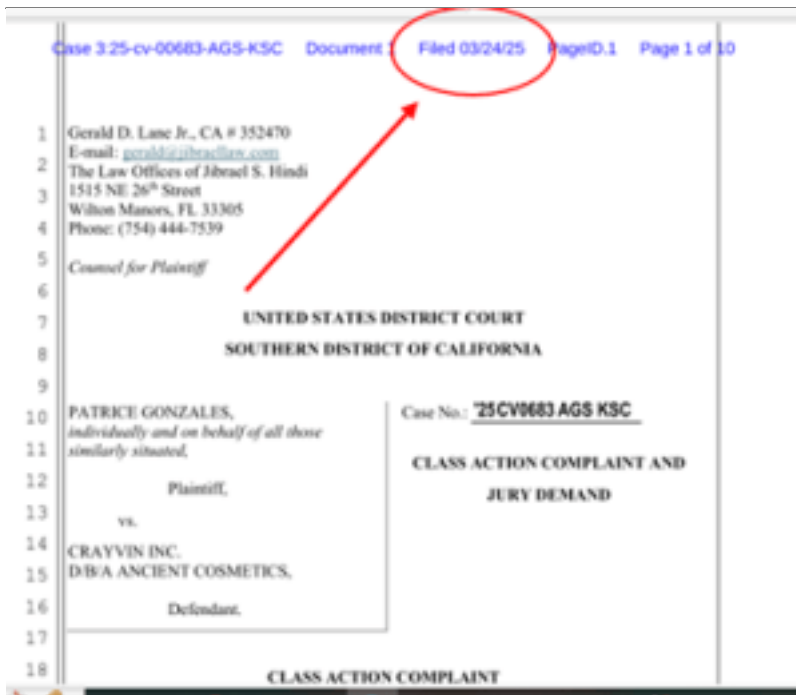 Case 3:25-cv-00683-AGS-KSC Document 1 Filed 03/24/25 PageID.1 Page 1 of 10
1 Gerald D. Lane Jr., CA # 352470
E-mail: gerald@jibraellaw.com
2 The Law Offices of Jibrael S. Hindi
3 1515 NE 26th Street
Wilton Manors, FL 33305
4 Phone: (754) 444-7539
5 Counsel for Plaintiff
6
7 UNITED STATES DISTRICT COURT
8 SOUTHERN DISTRICT OF CALIFORNIA
9
10 PATRICE GONZALES,
individually and on behalf of all those
11 similarly situated,
12 Plaintiff,
13 vs.
14 CRAYVIN INC.
15 D/B/A ANCIENT COSMETICS,
16 Defendant.
Case No.: '25CV0683 AGS KSC
CLASS ACTION COMPLAINT AND
JURY DEMAND
17
18 CLASS ACTION COMPLAINT